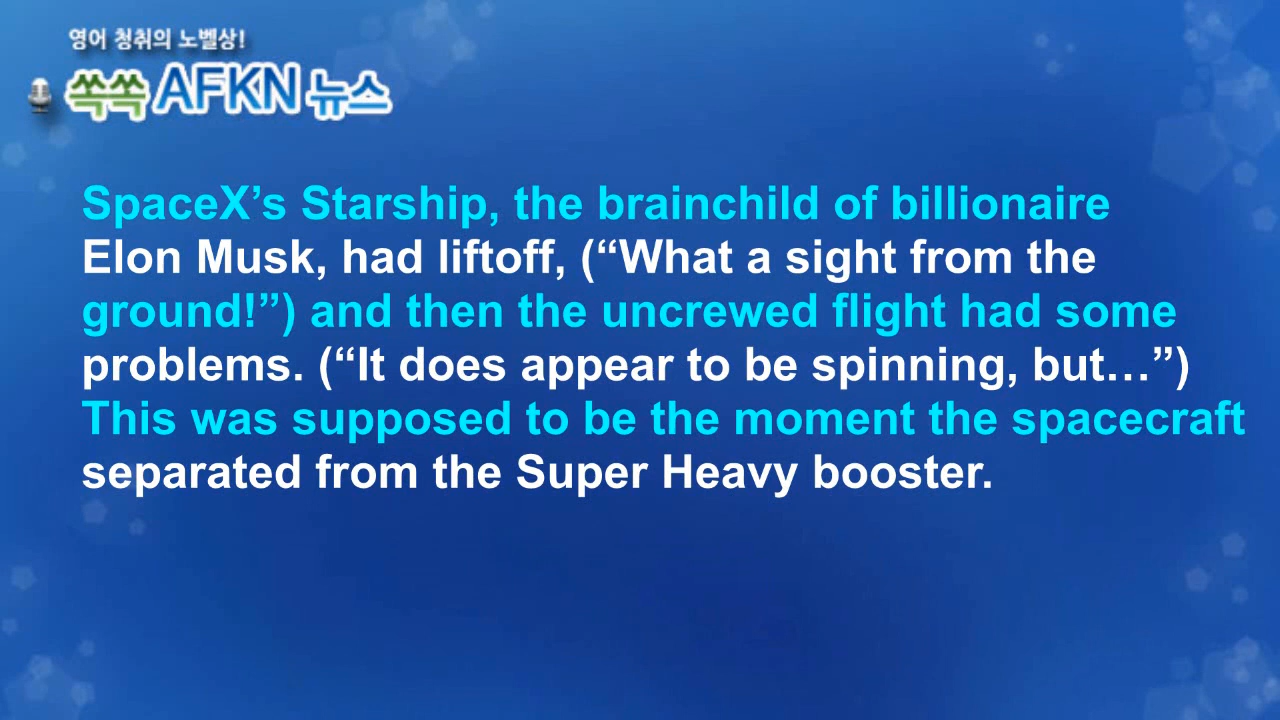 영어 청취의 노벨상!
쏙쏙 AFKN 뉴스
SpaceX’s Starship, the brainchild of billionaire
Elon Musk, had liftoff, (“What a sight from the
ground!”) and then the uncrewed flight had some
problems. (“It does appear to be spinning, but…”)
This was supposed to be the moment the spacecraft
separated from the Super Heavy booster.